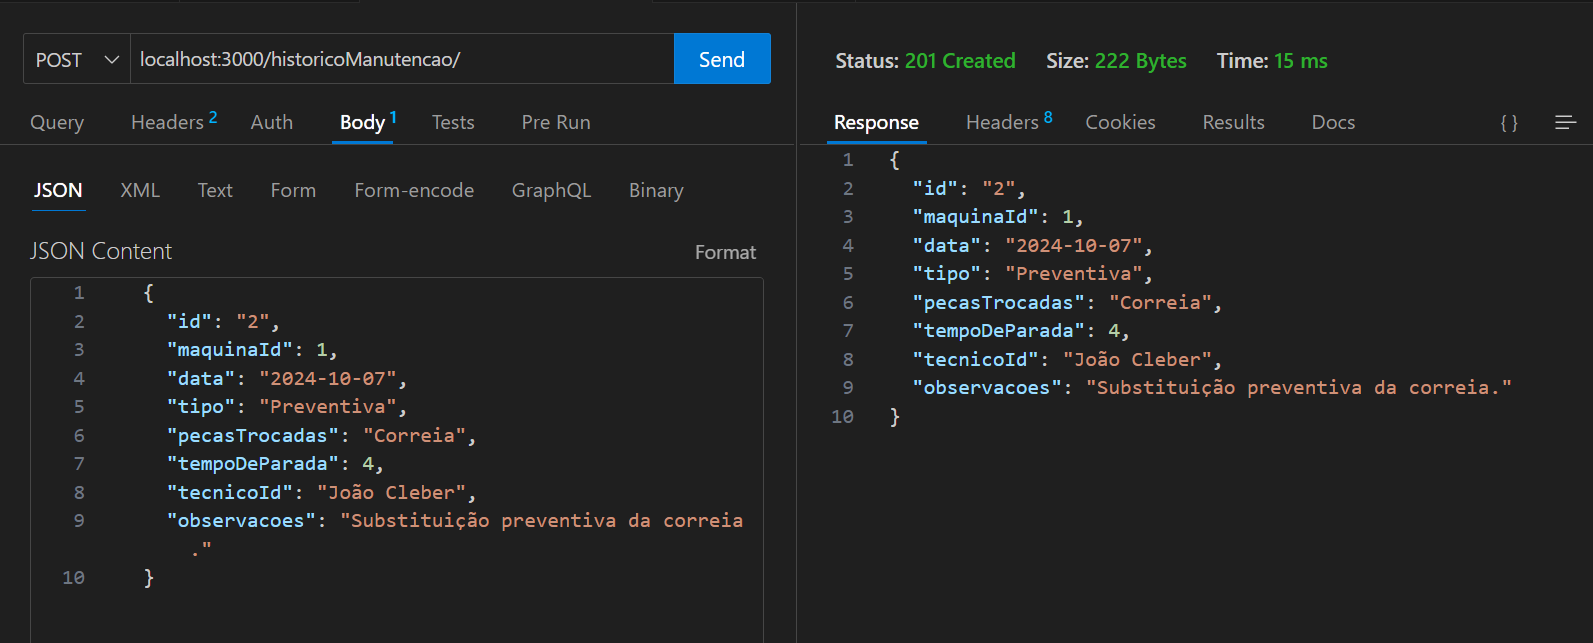 POST localhost:3000/historicoManutencao/ Send
Query Headers 2 Auth Body 1 Tests Pre Run
JSON XML Text Form Form-encode GraphQL Binary
JSON Content Format
1 {
2 "id": "2",
3 "maquinaId": 1,
4 "data": "2024-10-07",
5 "tipo": "Preventiva",
6 "pecasTrocadas": "Correia",
7 "tempoDeParada": 4,
8 "tecnicoId": "João Cleber",
9 "observacoes": "Substituição preventiva da correia
."
10 }
Status: 201 Created Size: 222 Bytes Time: 15 ms
Response Headers 8 Cookies Results Docs { }
1 {
2 "id": "2",
3 "maquinaId": 1,
4 "data": "2024-10-07",
5 "tipo": "Preventiva",
6 "pecasTrocadas": "Correia",
7 "tempoDeParada": 4,
8 "tecnicoId": "João Cleber",
9 "observacoes": "Substituição preventiva da correia."
10 }